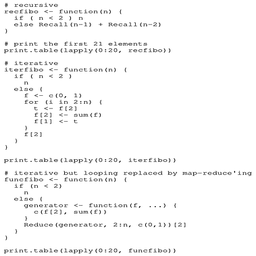 # recursive
recfibo <- function(n) {
  if ( n < 2 ) n
  else Recall(n-1) + Recall(n-2)
}

# print the first 21 elements
print.table(lapply(0:20, recfibo))

# iterative
iterfibo <- function(n) {
  if ( n < 2 )
    n
  else {
    f <- c(0, 1)
    for (i in 2:n) {
      t <- f[2]
      f[2] <- sum(f)
      f[1] <- t
    }
    f[2]
  }
}

print.table(lapply(0:20, iterfibo))

# iterative but looping replaced by map-reduce'ing
funcfibo <- function(n) {
  if (n < 2)
    n
  else {
    generator <- function(f, ...) {
      c(f[2], sum(f))
    }
    Reduce(generator, 2:n, c(0,1))[2]
  }
}

print.table(lapply(0:20, funcfibo))